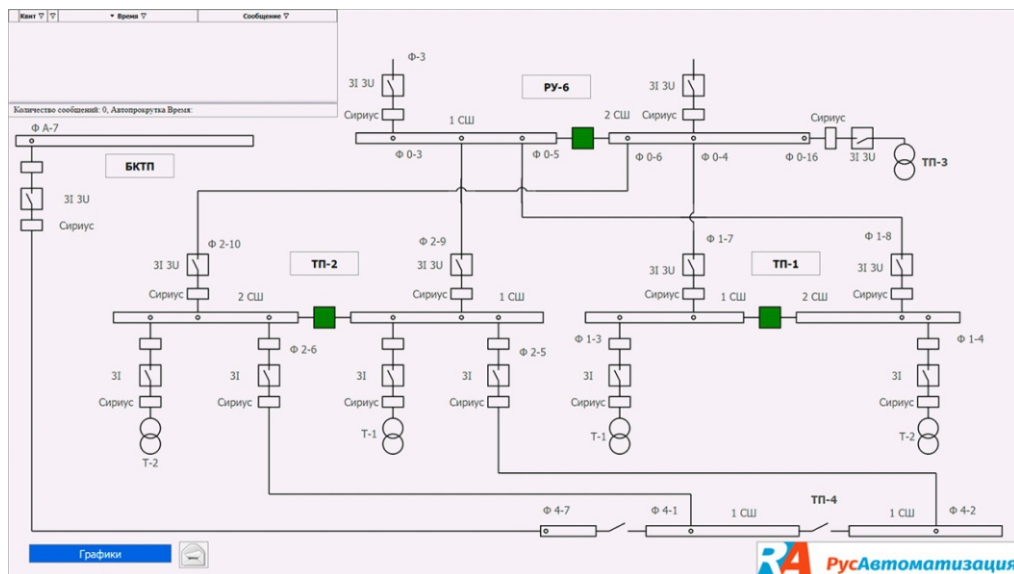 Квит ▽ ▽ ▾ Время ▽ Сообщение ▽
Количество сообщений: 0, Автопрокрутка Время:
Ф-3
3I 3U
РУ-6
3I 3U
Сириус
1 СШ
2 СШ
Сириус
Сириус
Ф А-7
Ф 0-3
Ф 0-5
Ф 0-6
Ф 0-4
Ф 0-16
3I 3U
ТП-3
БКТП
3I 3U
Сириус
Ф 2-10
ТП-2
Ф 2-9
Ф 1-7
ТП-1
Ф 1-8
3I 3U
3I 3U
3I 3U
3I 3U
Сириус
2 СШ
Сириус
1 СШ
Сириус
1 СШ
2 СШ
Сириус
Ф 2-6
Ф 2-5
Ф 1-3
Ф 1-4
3I
3I
3I
3I
3I
3I
Сириус
Сириус
Сириус
Сириус
Сириус
Сириус
Т-2
Т-1
Т-1
Т-2
ТП-4
Ф 4-7
Ф 4-1
1 СШ
1 СШ
Ф 4-2
Графики
RA РусАвтоматизация